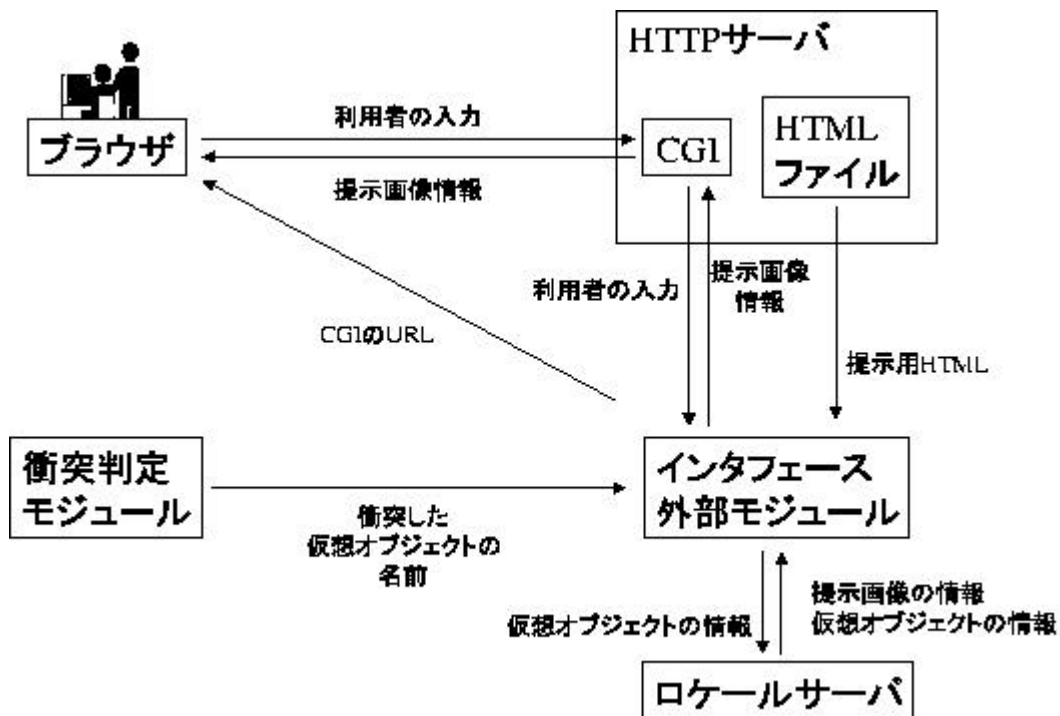 HTTPサーバ
ブラウザ
利用者の入力
提示画像情報
CGI
HTML
ファイル
利用者の入力
提示画像
情報
CGIのURL
提示用HTML
衝突判定
モジュール
衝突した
仮想オブジェクトの
名前
インタフェース
外部モジュール
仮想オブジェクトの情報
提示画像の情報
仮想オブジェクトの情報
ロケールサーバ